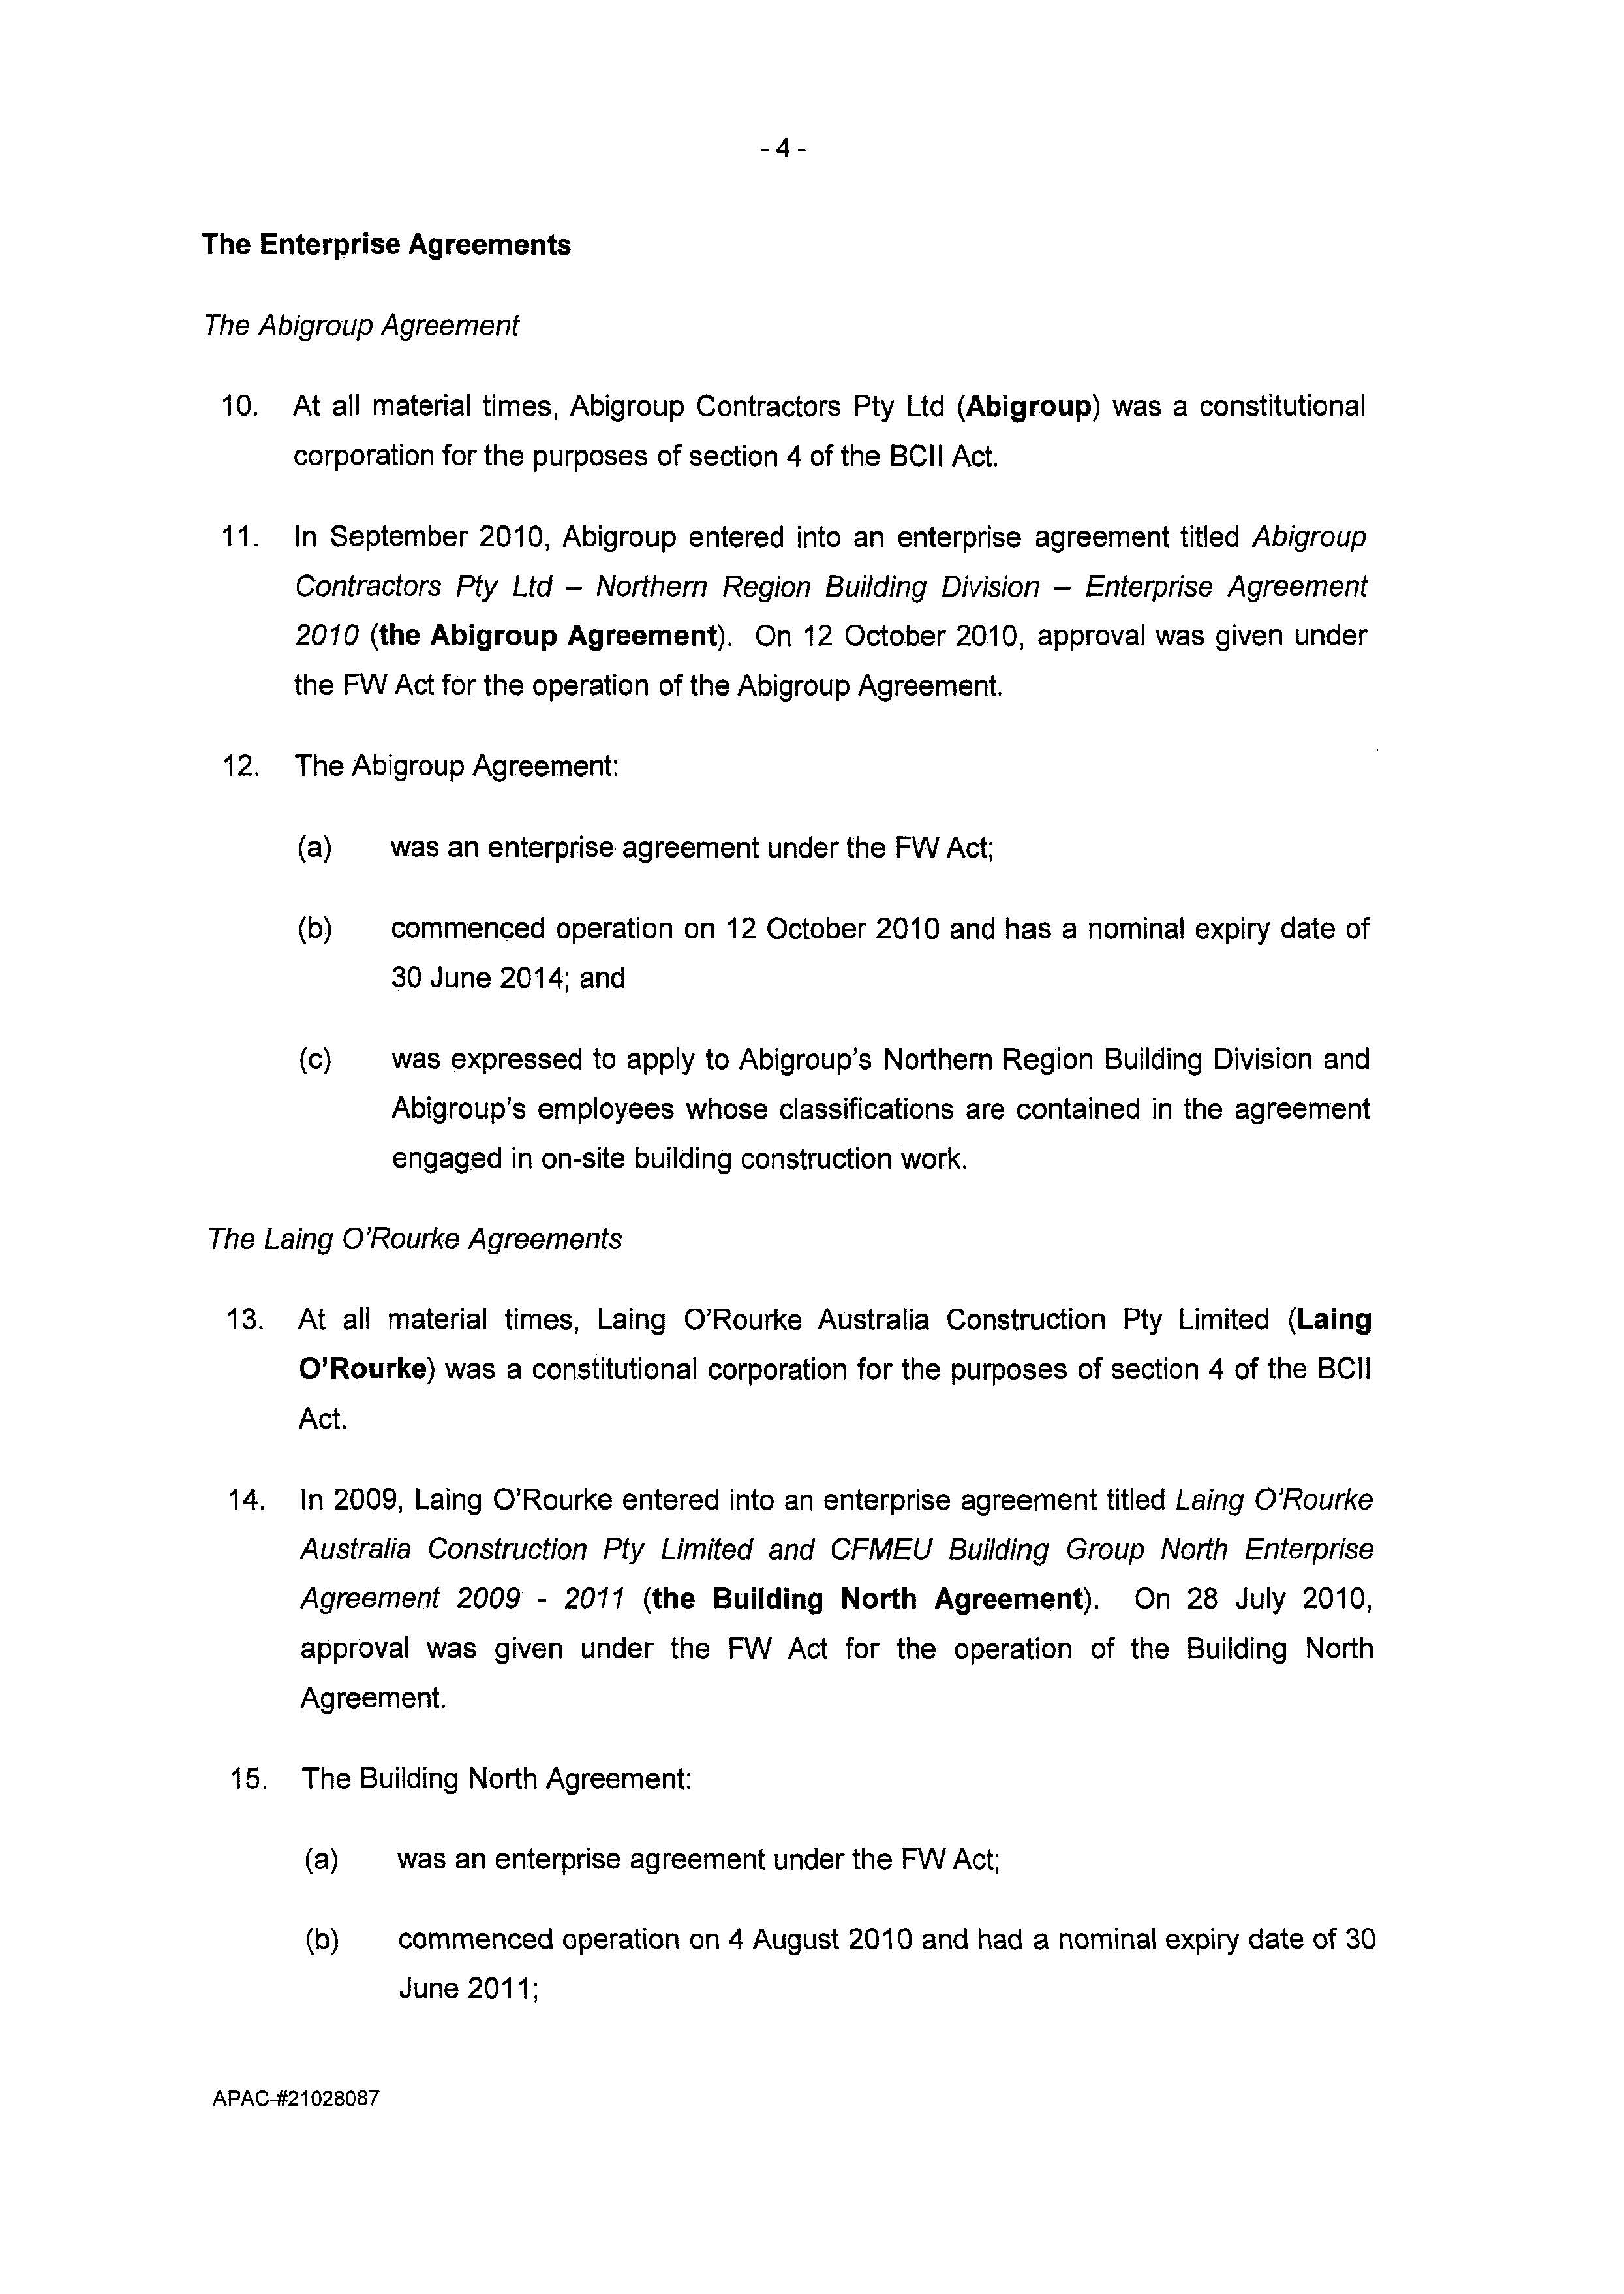 - 4 -
The Enterprise Agreements
The Abigroup Agreement
10. At all material times, Abigroup Contractors Pty Ltd (Abigroup) was a constitutional
corporation for the purposes of section 4 of the BCII Act.
11. In September 2010, Abigroup entered into an enterprise agreement titled Abigroup
Contractors Pty Ltd – Northern Region Building Division – Enterprise Agreement
2010 (the Abigroup Agreement). On 12 October 2010, approval was given under
the FW Act for the operation of the Abigroup Agreement.
12. The Abigroup Agreement:
(a) was an enterprise agreement under the FW Act;
(b) commenced operation on 12 October 2010 and has a nominal expiry date of
30 June 2014; and
(c) was expressed to apply to Abigroup's Northern Region Building Division and
Abigroup's employees whose classifications are contained in the agreement
engaged in on-site building construction work.
The Laing O'Rourke Agreements
13. At all material times, Laing O'Rourke Australia Construction Pty Limited (Laing
O'Rourke) was a constitutional corporation for the purposes of section 4 of the BCII
Act.
14. In 2009, Laing O'Rourke entered into an enterprise agreement titled Laing O'Rourke
Australia Construction Pty Limited and CFMEU Building Group North Enterprise
Agreement 2009 - 2011 (the Building North Agreement). On 28 July 2010,
approval was given under the FW Act for the operation of the Building North
Agreement.
15. The Building North Agreement:
(a) was an enterprise agreement under the FW Act;
(b) commenced operation on 4 August 2010 and had a nominal expiry date of 30
June 2011;
APAC-#21028087